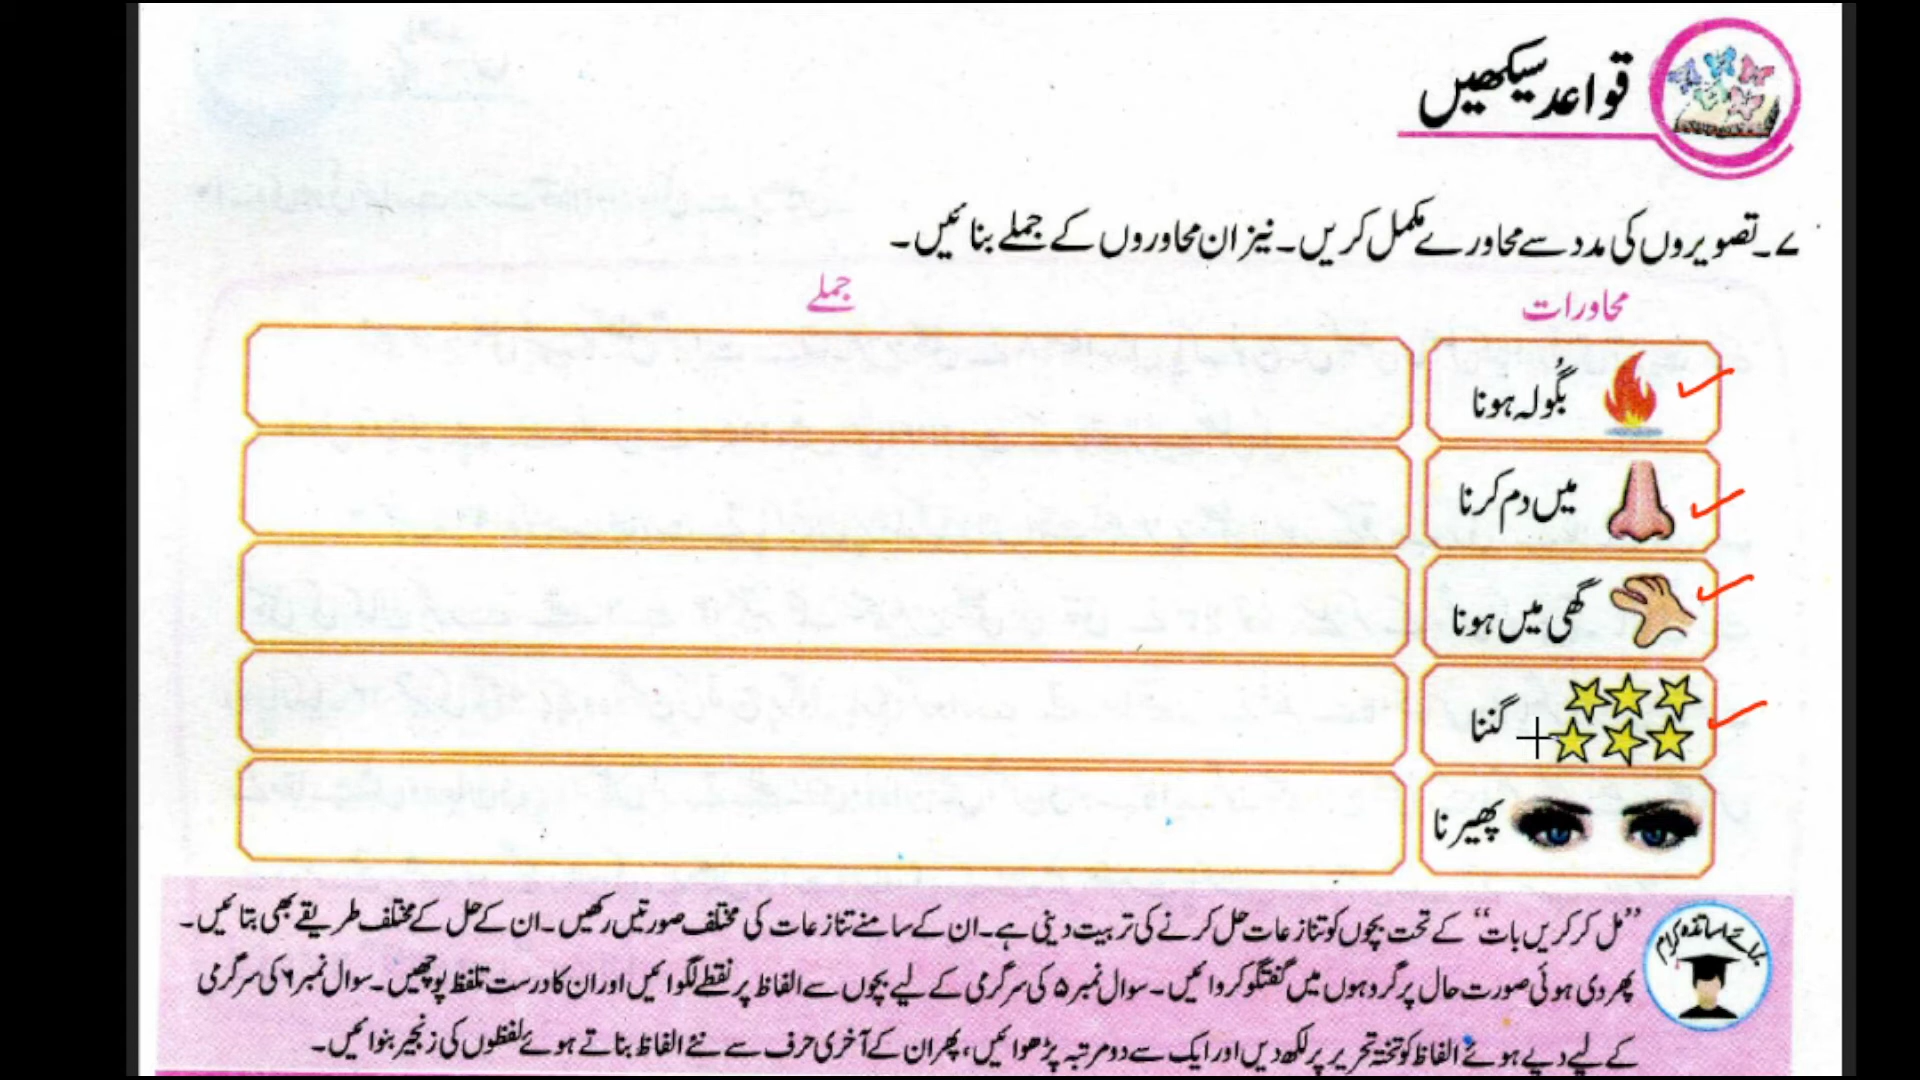 قواعد سیکھیں
۷۔ تصویروں کی مدد سے محاورے مکمل کریں۔ نیز ان محاوروں کے جملے بنائیں۔
محاورات
جملے
بگُولہ ہونا
میں دم کرنا
گھی میں ہونا
گننا
پھیرنا
برائے اساتذہ کرام
”مل کر کریں بات“ کے تحت بچوں کو تنازعات حل کرنے کی تربیت دینی ہے۔ ان کے سامنے تنازعات کی مختلف صورتیں رکھیں۔ ان کے حل کے مختلف طریقے بھی بتائیں۔
پھر دی ہوئی صورت حال پر گروہوں میں گفتگو کروائیں۔ سوال نمبر ۵ کی سرگرمی کے لیے بچوں سے الفاظ پر نقطے لگوائیں اور ان کا درست تلفظ پوچھیں۔ سوال نمبر ۶ کی سرگرمی
کے لیے دیے ہوئے الفاظ کو تختۂ تحریر پر لکھ دیں اور ایک سے دو مرتبہ پڑھوائیں، پھر ان کے آخری حرف سے نئے الفاظ بناتے ہوئے لفظوں کی زنجیر بنوائیں۔